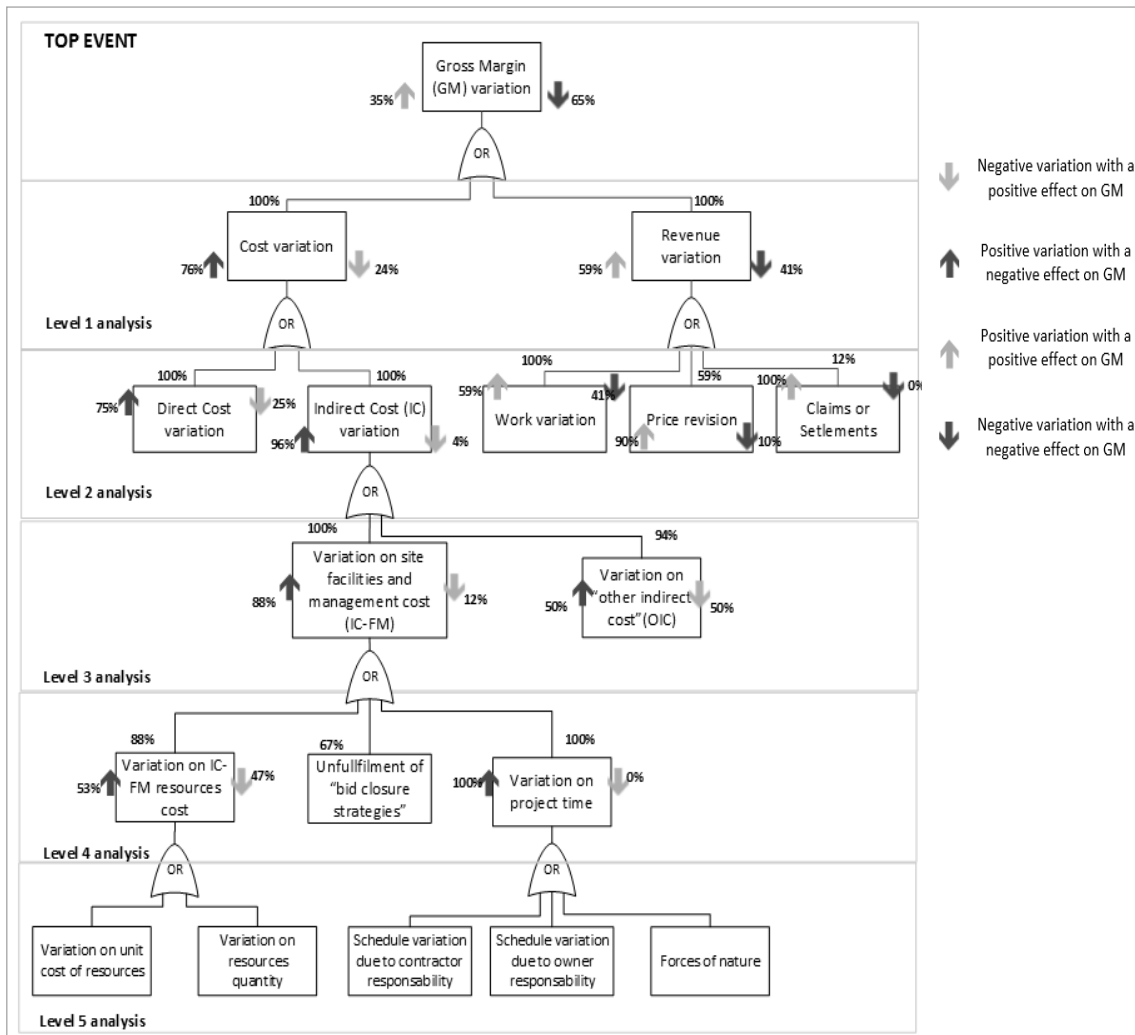 TOP EVENT
Gross Margin
(GM) variation
35%
65%
OR
100%
100%
Cost variation
76%
24%
Revenue
variation
59%
41%
Level 1 analysis
OR
OR
100%
100%
100%
59%
12%
Direct Cost
variation
75%
25%
Indirect Cost (IC)
variation
96%
4%
Work variation
59%
41%
Price revision
90%
10%
Claims or
Setlements
100%
0%
Level 2 analysis
OR
100%
94%
Variation on site
facilities and
management cost
(IC-FM)
88%
12%
Variation on
"other indirect
cost"(OIC)
50%
50%
Level 3 analysis
OR
88%
67%
100%
Variation on IC-
FM resources
cost
53%
47%
Unfullfilment of
"bid closure
strategies"
Variation on
project time
100%
0%
Level 4 analysis
OR
OR
Variation on unit
cost of resources
Variation on
resources
quantity
Schedule variation
due to contractor
responsability
Schedule variation
due to owner
responsability
Forces of nature
Level 5 analysis
Negative variation with a
positive effect on GM
Positive variation with a
negative effect on GM
Positive variation with a
positive effect on GM
Negative variation with a
negative effect on GM